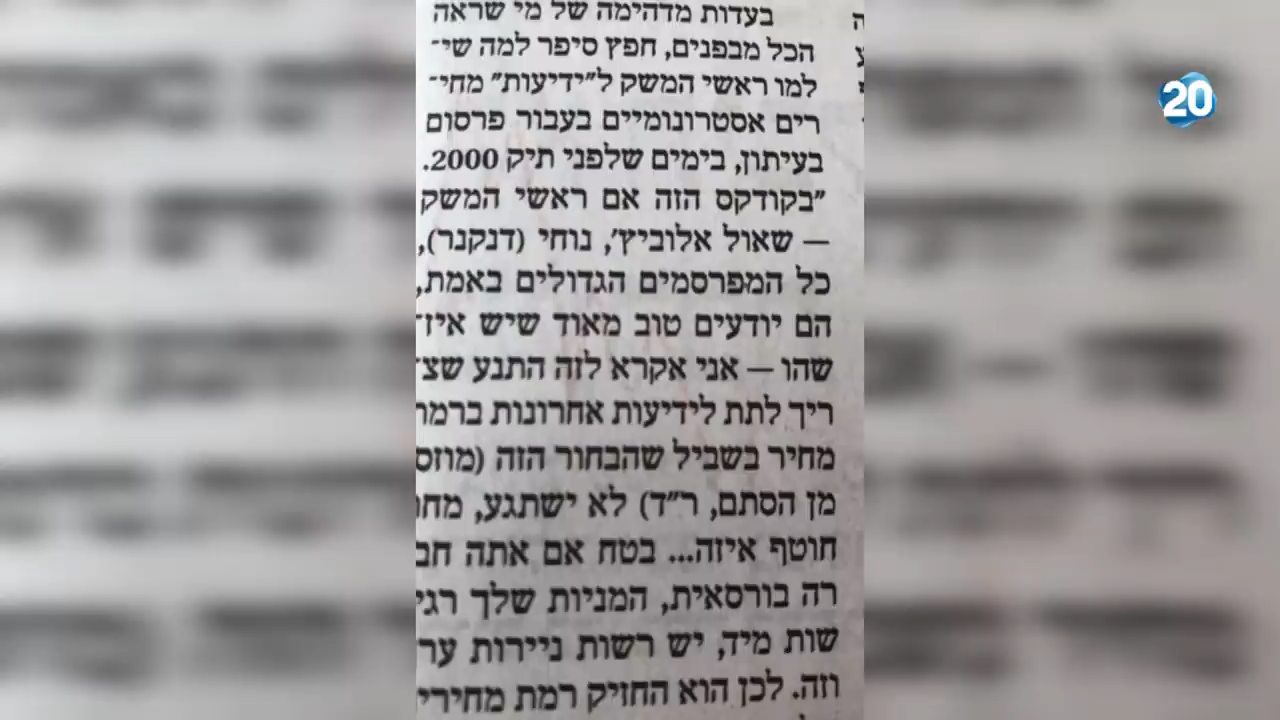 בעדות מדהימה של מי שראה
הכל מבפנים, חפץ סיפר למה שי־
למו ראשי המשק ל״ידיעות״ מחי־
רים אסטרונומיים בעבור פרסום
בעיתון, בימים שלפני תיק 2000.
״בקודקס הזה אם ראשי המשק
— שאול אלוביץ׳, נוחי (דנקנר),
כל המפרסמים הגדולים באמת,
הם יודעים טוב מאוד שיש איז־
שהו — אני אקרא לזה התנע שצ־
ריך לתת לידיעות אחרונות ברמת
מחיר בשביל שהבחור הזה (מוזס
מן הסתם, ר״ד) לא ישתגע, מחר
חוטף איזה... בטח אם אתה חב
רה בורסאית, המניות שלך רגי
שות מיד, יש רשות ניירות ער
וזה. לכן הוא החזיק רמת מחירי
20